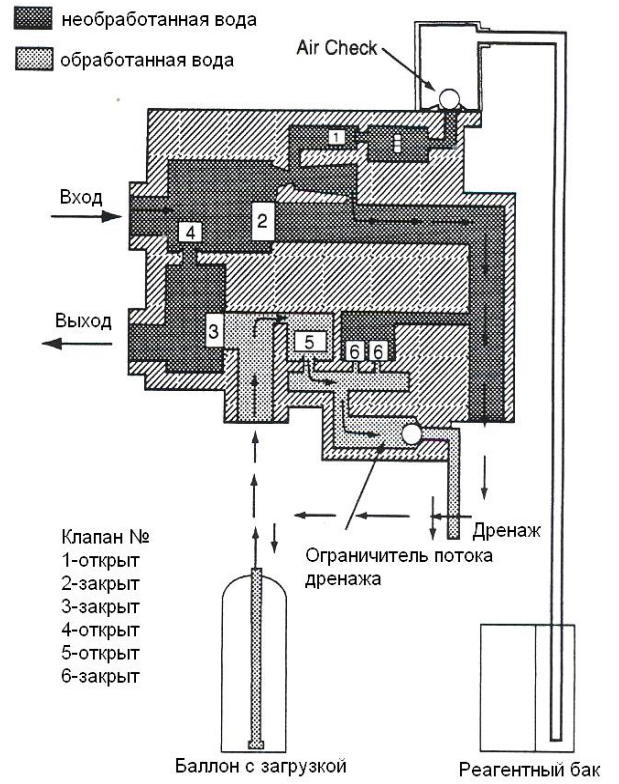 необработанная вода
обработанная вода
Air Check
1
Вход
2
4
Выход
3
5
6 6
Клапан №
1-открыт
2-закрыт
3-закрыт
4-открыт
5-открыт
6-закрыт
Дренаж
Ограничитель потока
дренажа
Баллон с загрузкой
Реагентный бак